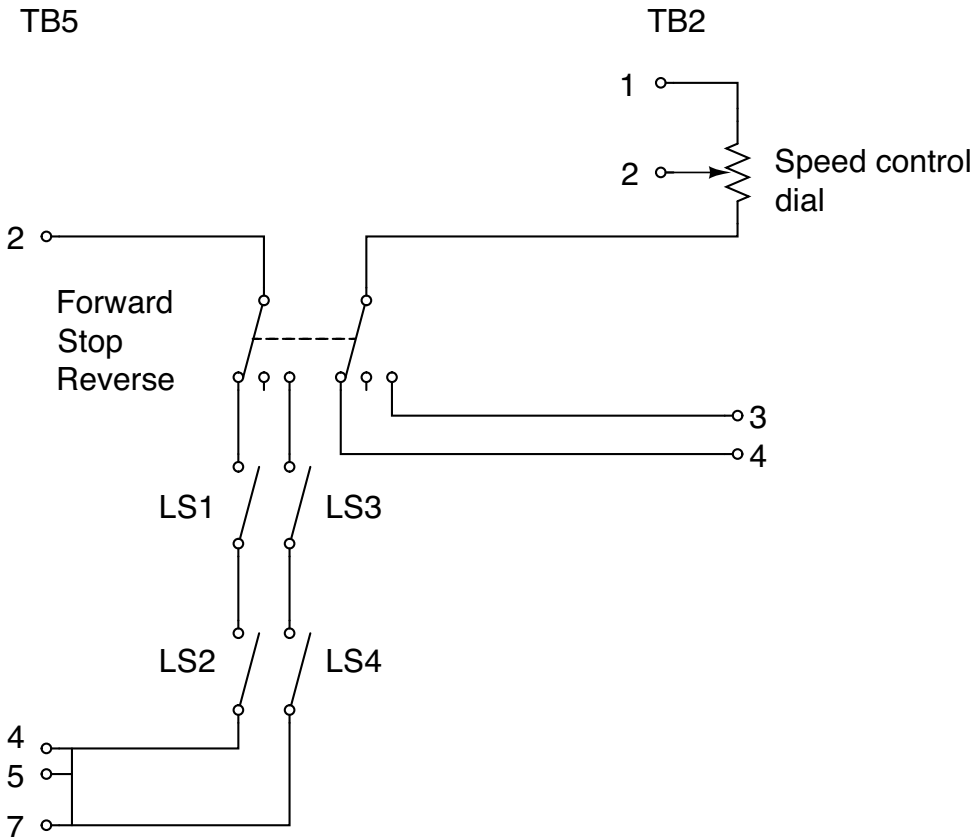 TB5
TB2
1
2
Speed control
dial
2
Forward
Stop
Reverse
3
4
LS1
LS3
LS2
LS4
4
5
7